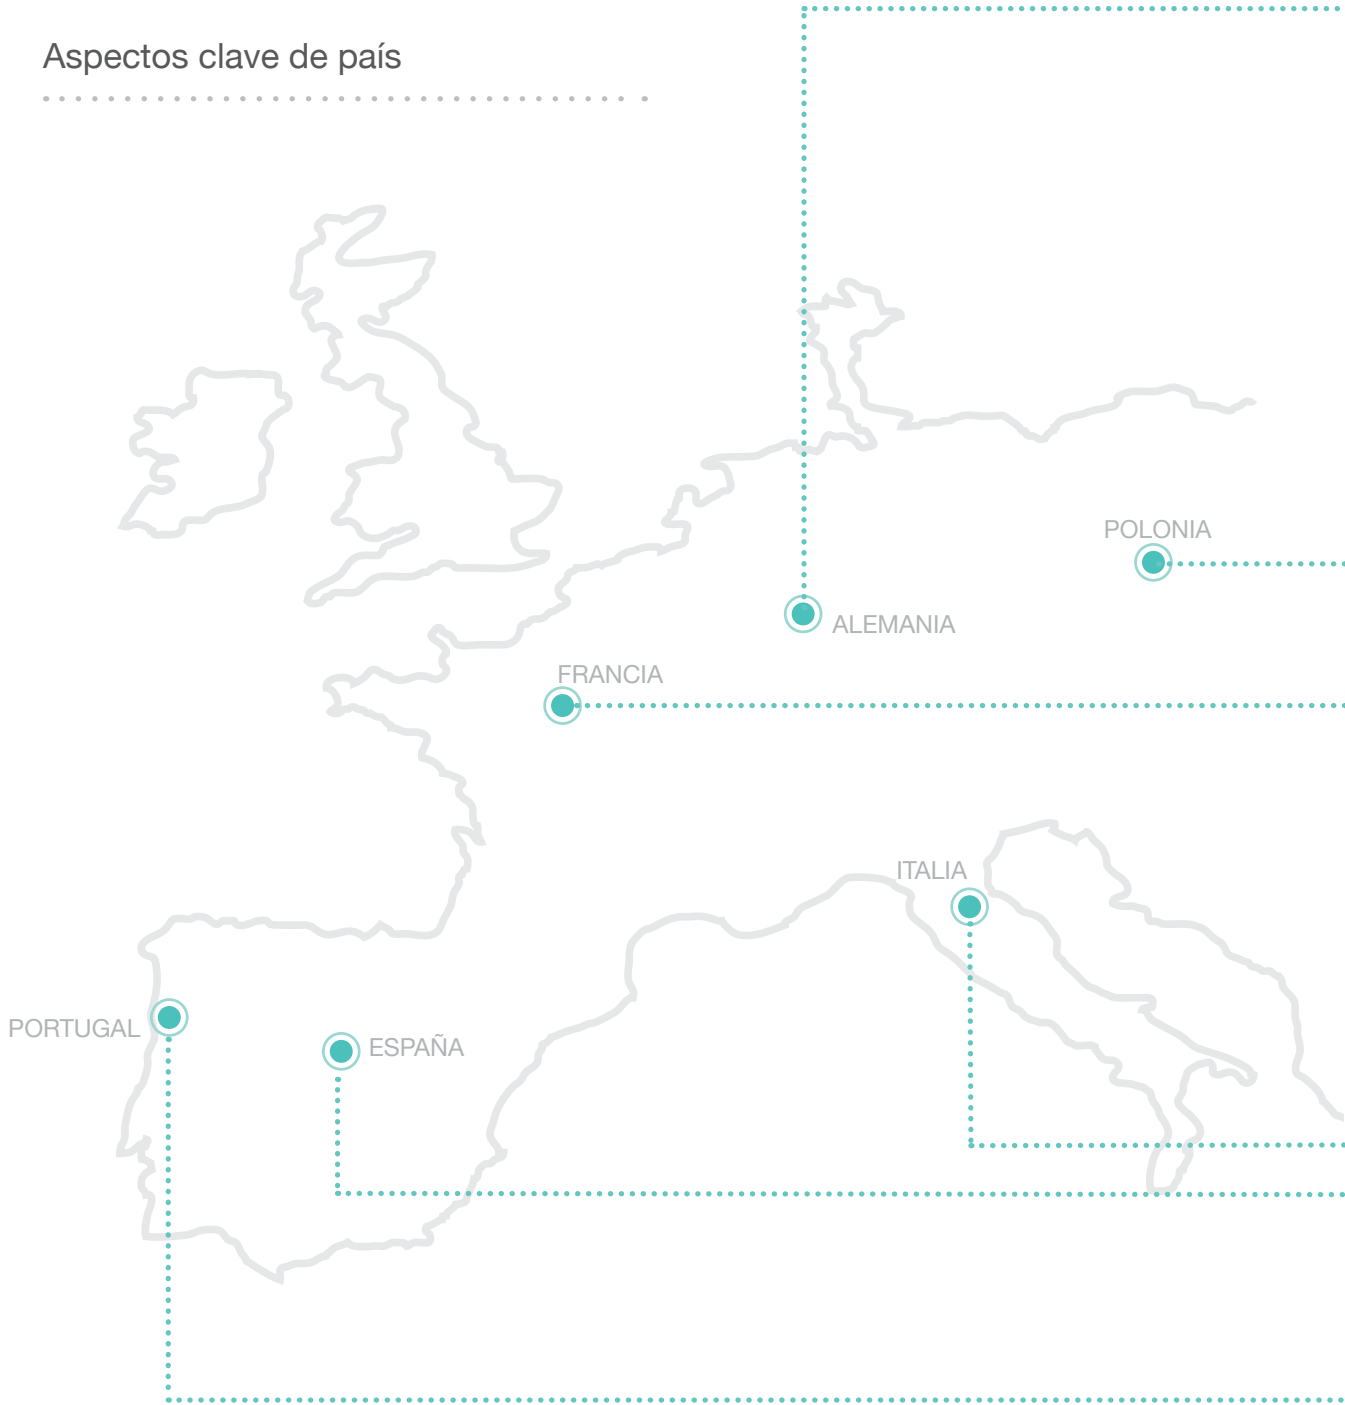 Aspectos clave de país
POLONIA
ALEMANIA
FRANCIA
ITALIA
PORTUGAL
ESPAÑA